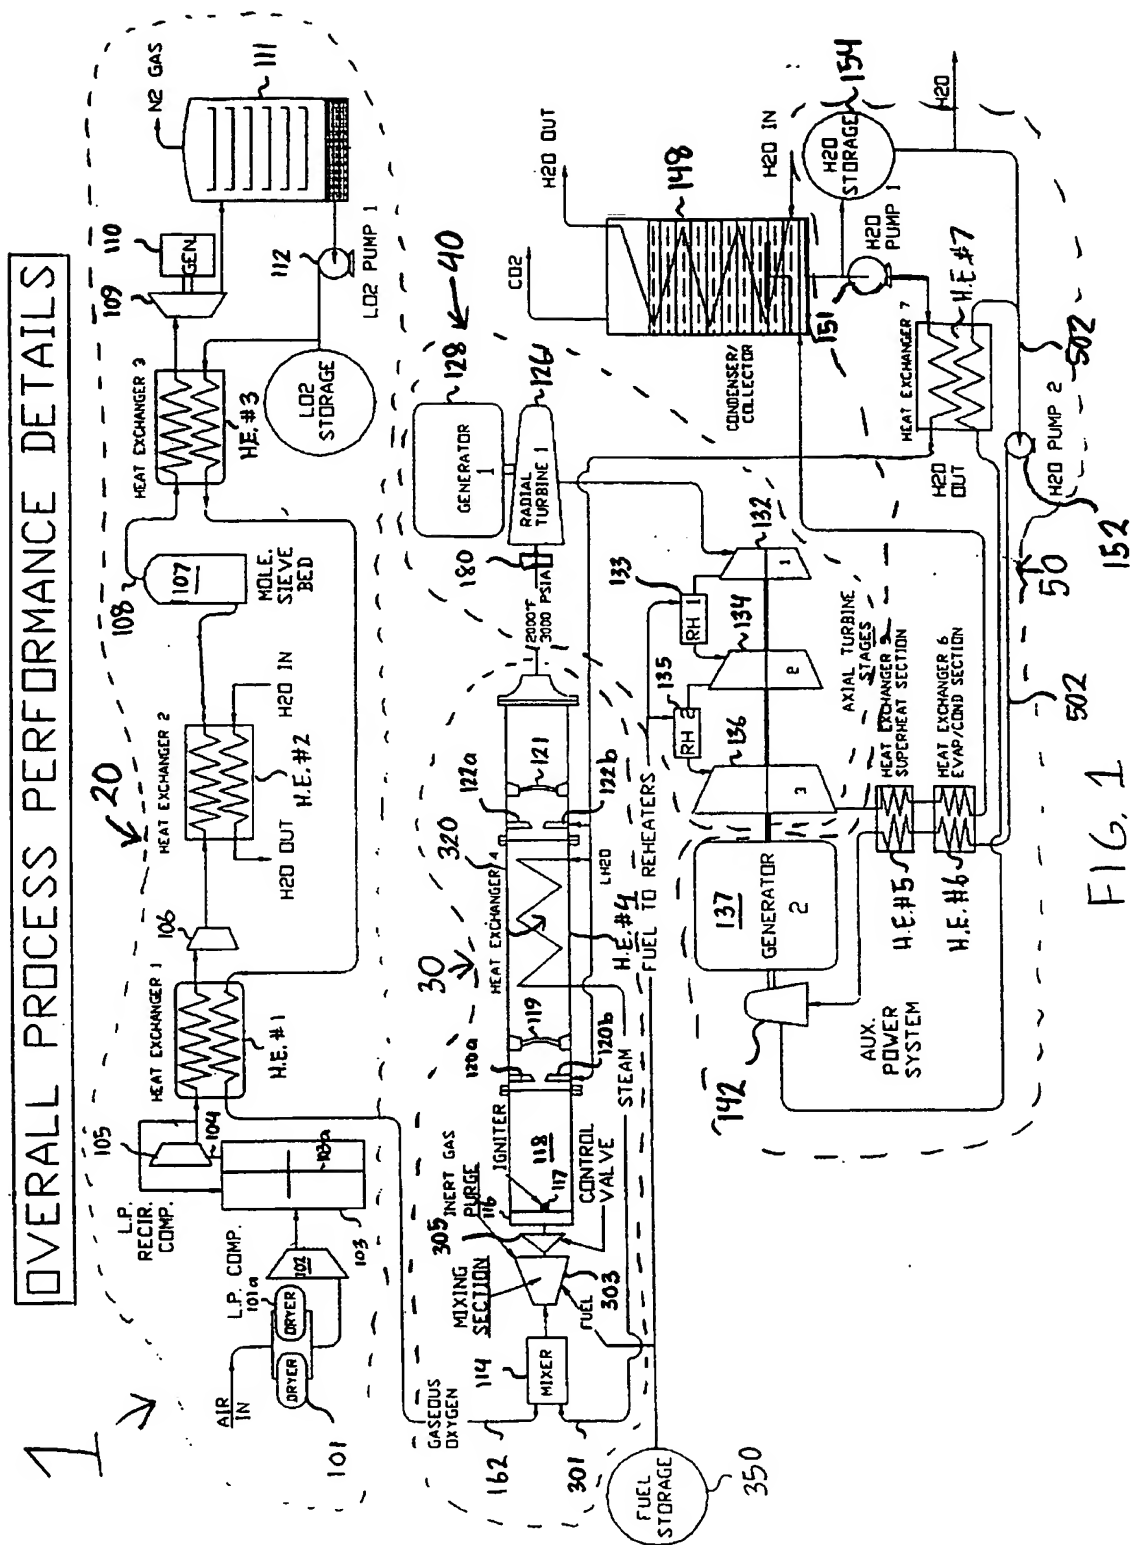 OVERALL PROCESS PERFORMANCE DETAILS
1
AIR
IN
101
DRYER
DRYER
101a
L.P. COMP.
102
103
103a
104
105
L.P.
RECIR.
COMP.
HEAT EXCHANGER 1
H.E. #1
106
20
HEAT EXCHANGER 2
H.E. #2
H2O OUT
H2O IN
107
108
MOLE.
SIEVE
BED
HEAT EXCHANGER 3
H.E. #3
109
110
GEN.
N2 GAS
111
112
LO2 PUMP 1
LO2
STORAGE
GASEOUS
OXYGEN
162
301
114
MIXER
MIXING
SECTION
FUEL
303
305
INERT GAS
PURGE
116
117
IGNITER
118
CONTROL
VALVE
STEAM
120a
120b
119
30
HEAT EXCHANGER 4
320
H.E. #4
LH2O
122a
122b
121
2000°F
3000 PSIA
180
RADIAL
TURBINE 1
126
GENERATOR
1
128
40
FUEL TO REHEATERS
FUEL
STORAGE
350
133
RH 1
132
1
134
2
135
RH 2
136
3
AXIAL TURBINE
STAGES
137
GENERATOR
2
142
AUX.
POWER
SYSTEM
HEAT EXCHANGER 5
SUPERHEAT SECTION
H.E. #5
HEAT EXCHANGER 6
EVAP/COND SECTION
H.E. #6
CO2
H2O OUT
148
H2O IN
CONDENSER/
COLLECTOR
151
H2O
PUMP 1
H2O
STORAGE
154
H2O
HEAT EXCHANGER 7
H.E. #7
H2O
OUT
H2O PUMP 2
152
502
502
50
FIG. 1